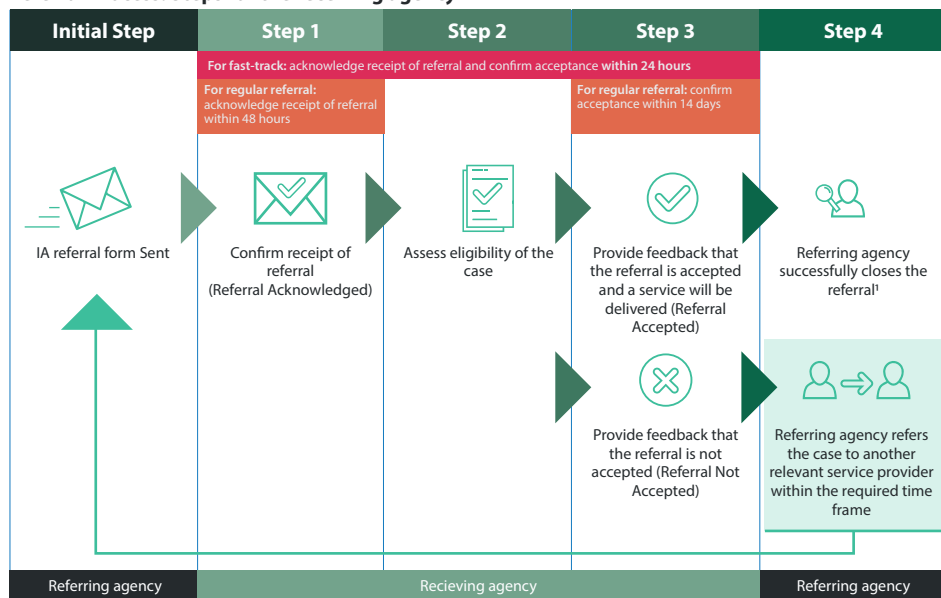 Initial Step
Step 1
Step 2
Step 3
Step 4
For fast-track: acknowledge receipt of referral and confirm acceptance within 24 hours
For regular referral:
acknowledge receipt of referral
within 48 hours
For regular referral: confirm
acceptance within 14 days
IA referral form Sent
Confirm receipt of
referral
(Referral Acknowledged)
Assess eligibility of the
case
Provide feedback that
the referral is accepted
and a service will be
delivered (Referral
Accepted)
Referring agency
successfully closes the
referral¹
Provide feedback that
the referral is not
accepted (Referral Not
Accepted)
Referring agency refers
the case to another
relevant service provider
within the required time
frame
Referring agency
Recieving agency
Referring agency